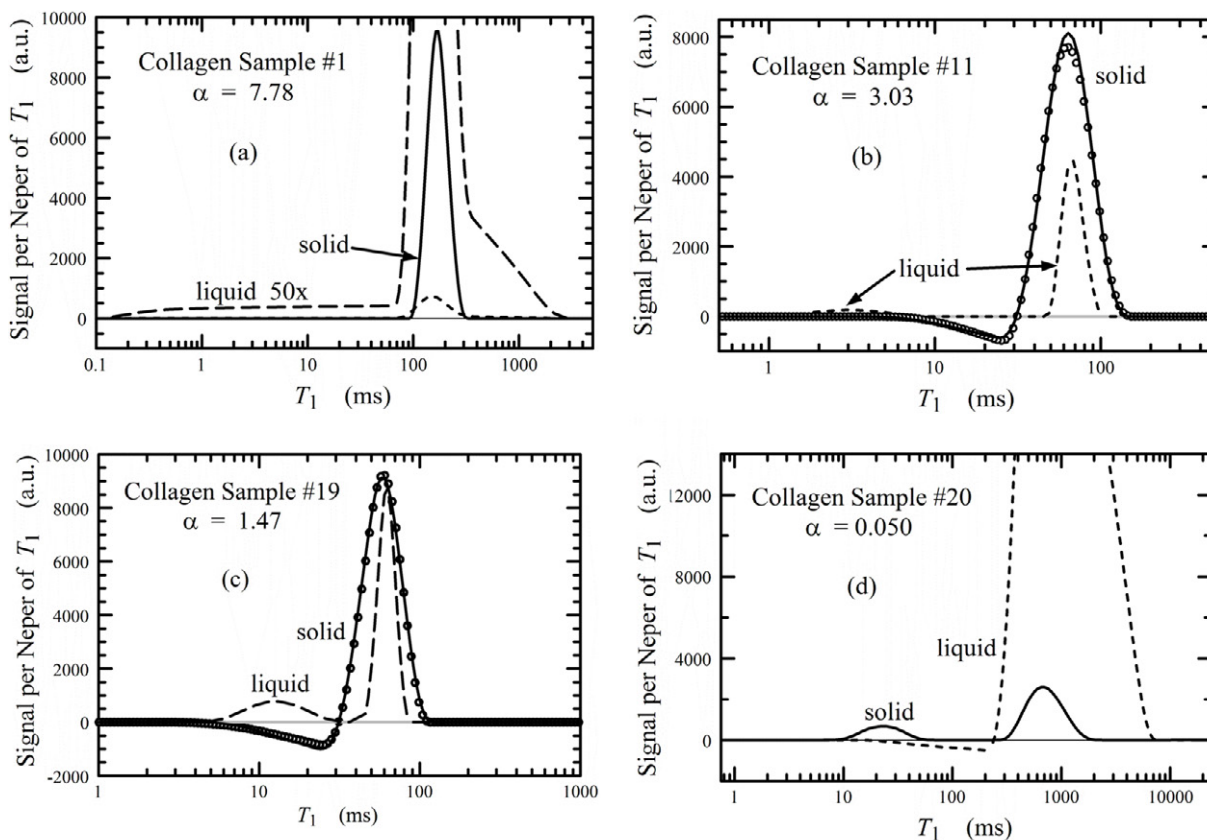 Signal per Neper of T1 (a.u.)
10000
8000
6000
4000
2000
0
Collagen Sample #1
α = 7.78
(a)
solid
liquid 50x
0.1 1 10 100 1000
T1 (ms)
Signal per Neper of T1 (a.u.)
8000
6000
4000
2000
0
Collagen Sample #11
α = 3.03
solid
(b)
liquid
1 10 100
T1 (ms)
Signal per Neper of T1 (a.u.)
10000
8000
6000
4000
2000
0
-2000
Collagen Sample #19
α = 1.47
(c)
solid
liquid
1 10 100 1000
T1 (ms)
Signal per Neper of T1 (a.u.)
12000
8000
4000
0
Collagen Sample #20
α = 0.050
(d)
liquid
solid
1 10 100 1000 10000
T1 (ms)